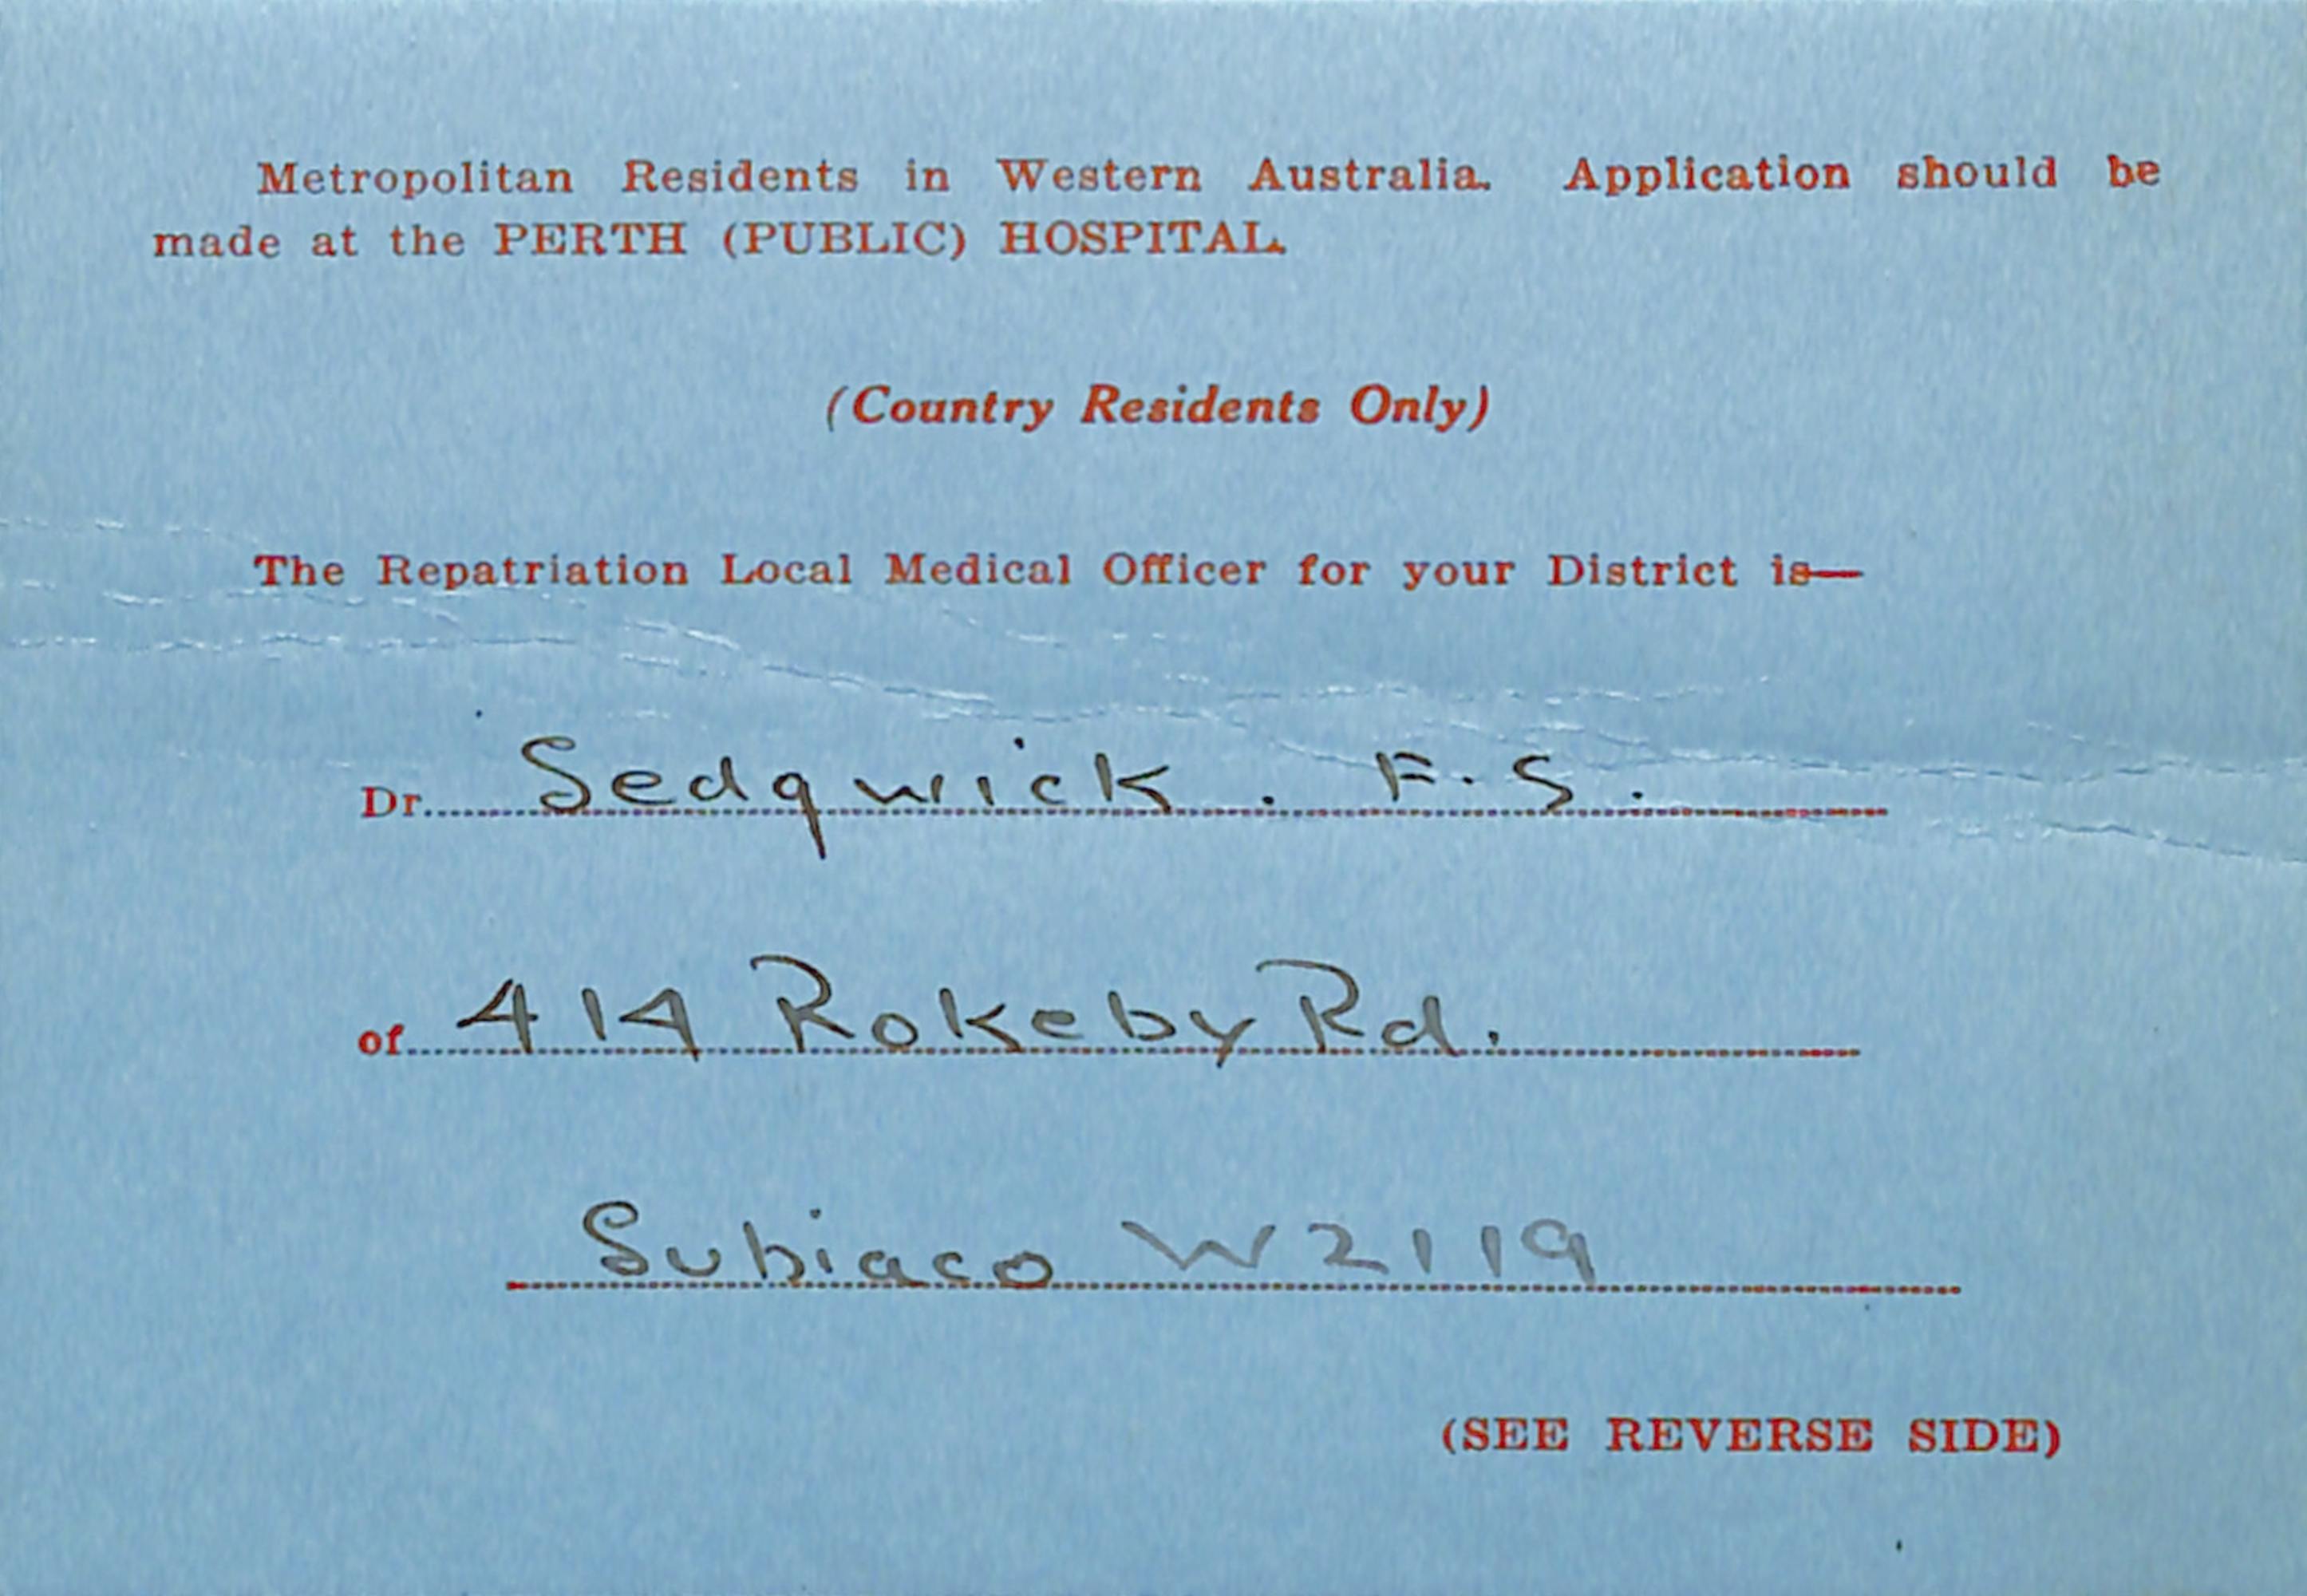 Metropolitan Residents in Western Australia. Application should be
made at the PERTH (PUBLIC) HOSPITAL.
(Country Residents Only)
The Repatriation Local Medical Officer for your District is—
Dr. Sedgwick. F.S.
of 414 Rokeby Rd.
Subiaco W2119
(SEE REVERSE SIDE)